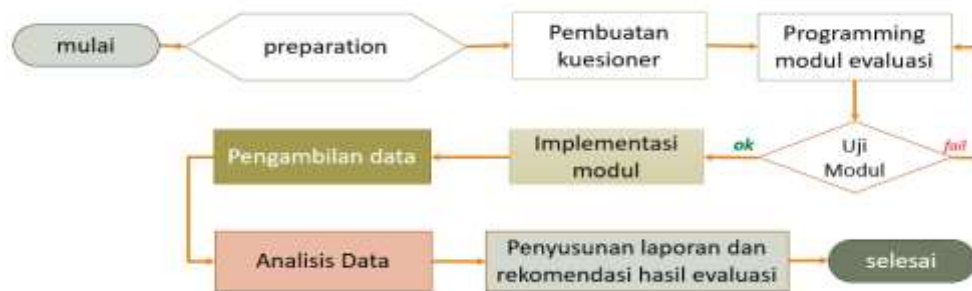 mulai
preparation
Pembuatan
kuesioner
Programming
modul evaluasi
Uji
Modul
ok
fail
Implementasi
modul
Pengambilan data
Analisis Data
Penyusunan laporan dan
rekomendasi hasil evaluasi
selesai